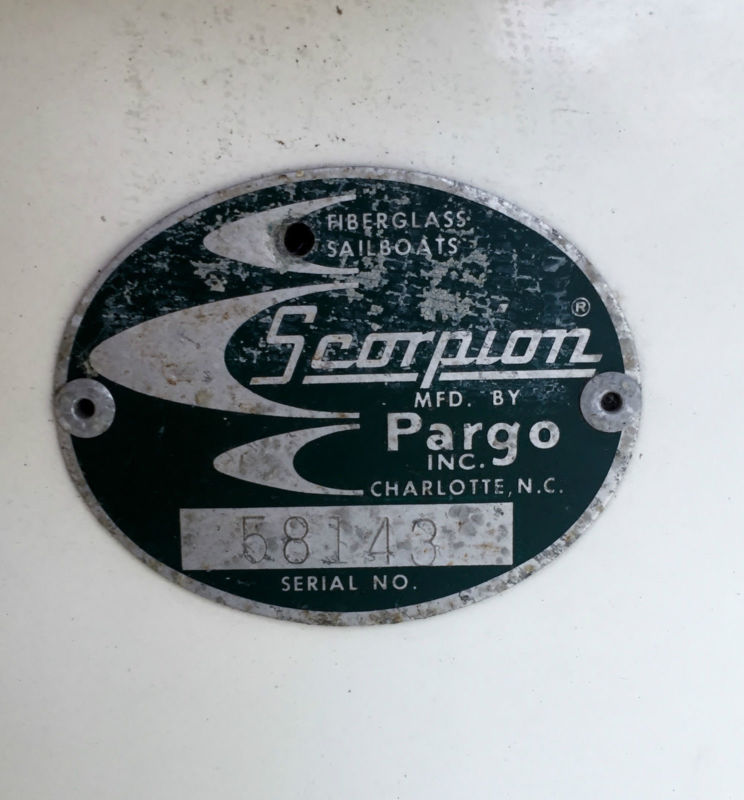 FIBERGLASS
SAILBOATS
Scorpion®
MFD. BY
Pargo
INC.
CHARLOTTE, N.C.
58143
SERIAL NO.